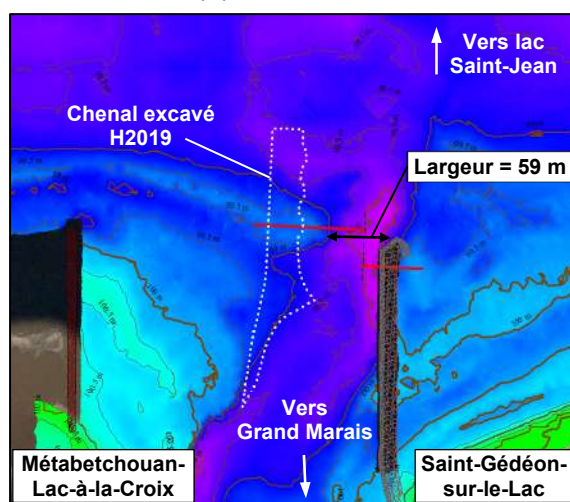 Vers lac
Saint-Jean
Chenal excavé
H2019
Largeur = 59 m
Vers
Grand Marais
Métabetchouan-
Lac-à-la-Croix
Saint-Gédéon-
sur-le-Lac